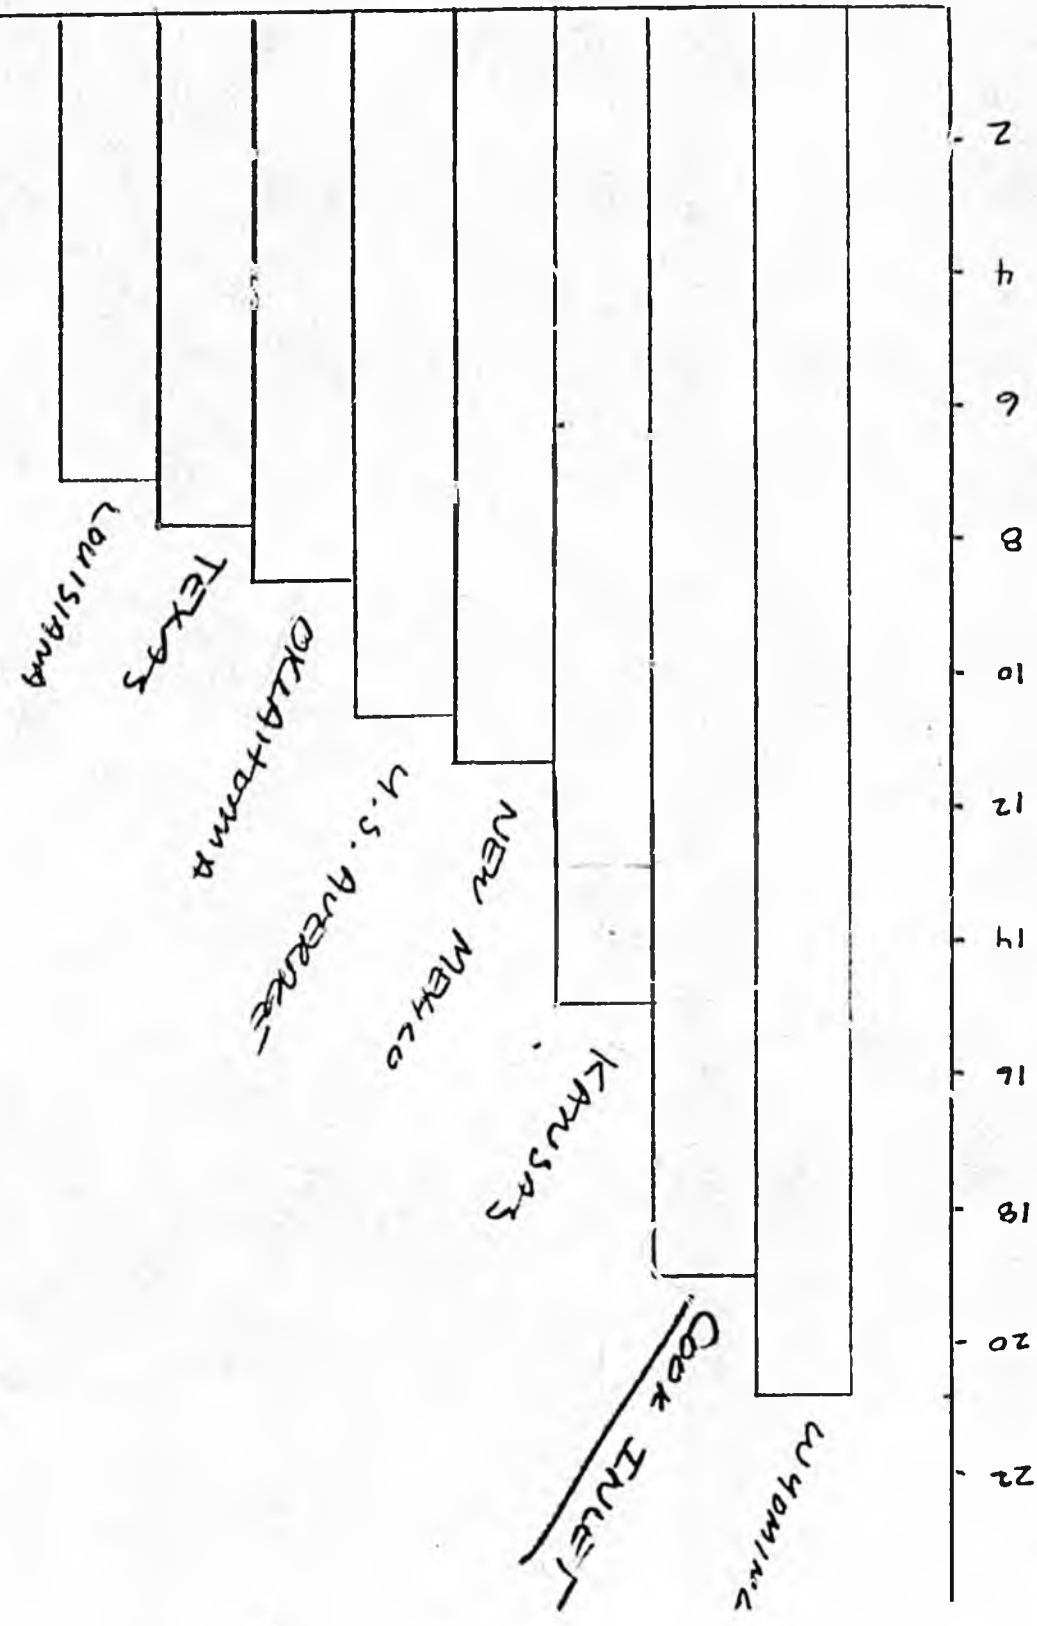 2
4
6
8
10
12
14
16
18
20
22
LOUISIANA
TEXAS
OKLAHOMA
U.S. AVERAGE
NEW MEXICO
KANSAS
COOK INLET
WYOMING